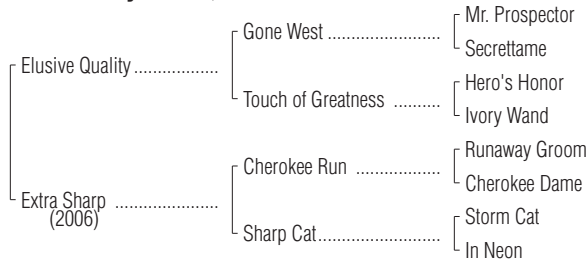 Mr. Prospector
Gone West ..................
Secrettame
Elusive Quality ..................
Hero's Honor
Touch of Greatness ..........
Ivory Wand
Runaway Groom
Cherokee Run ..................
Cherokee Dame
Extra Sharp ......................
(2006)
Storm Cat
Sharp Cat..........................
In Neon